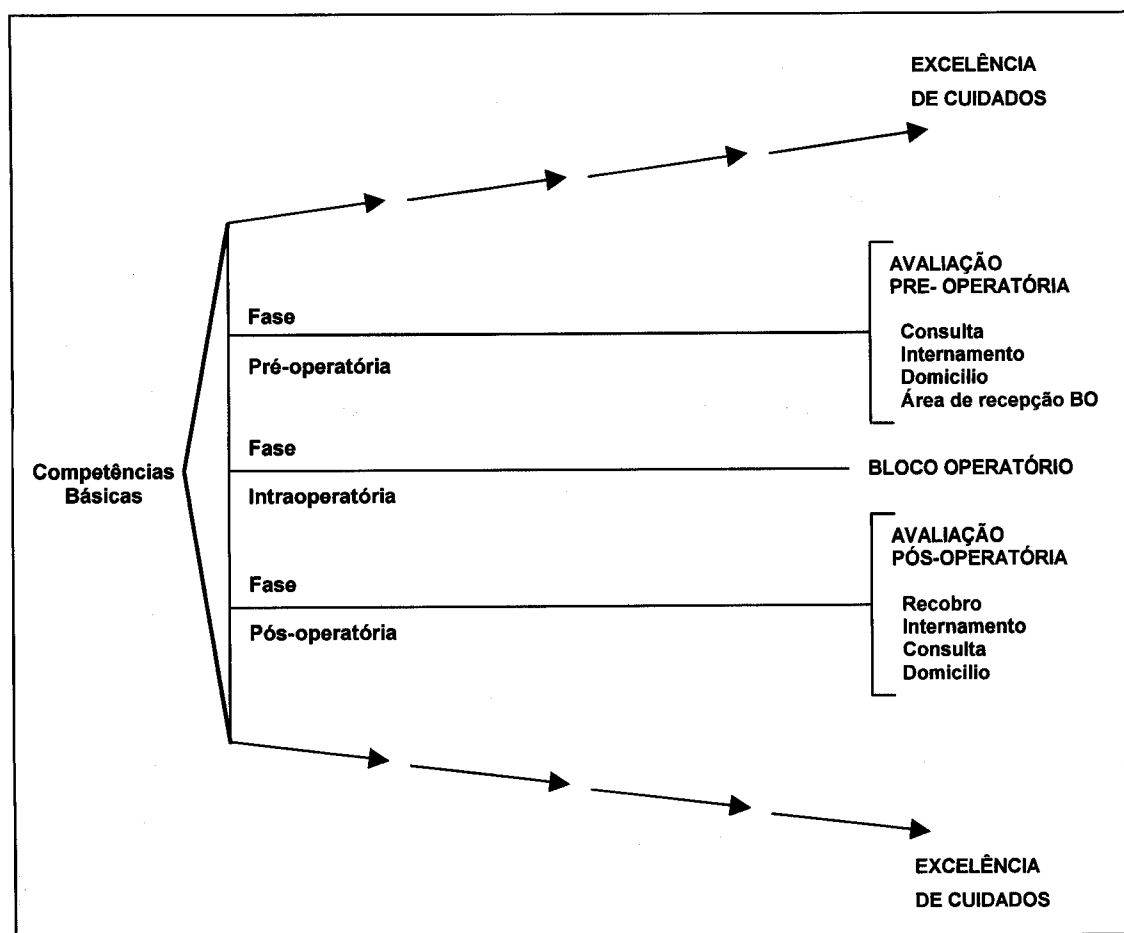 EXCELÊNCIA
DE CUIDADOS
AVALIAÇÃO
PRE- OPERATÓRIA
Fase
Pré-operatória
Consulta
Internamento
Domicilio
Área de recepção BO
Competências
Básicas
Fase
Intraoperatória
BLOCO OPERATÓRIO
AVALIAÇÃO
PÓS-OPERATÓRIA
Fase
Pós-operatória
Recobro
Internamento
Consulta
Domicilio
EXCELÊNCIA
DE CUIDADOS